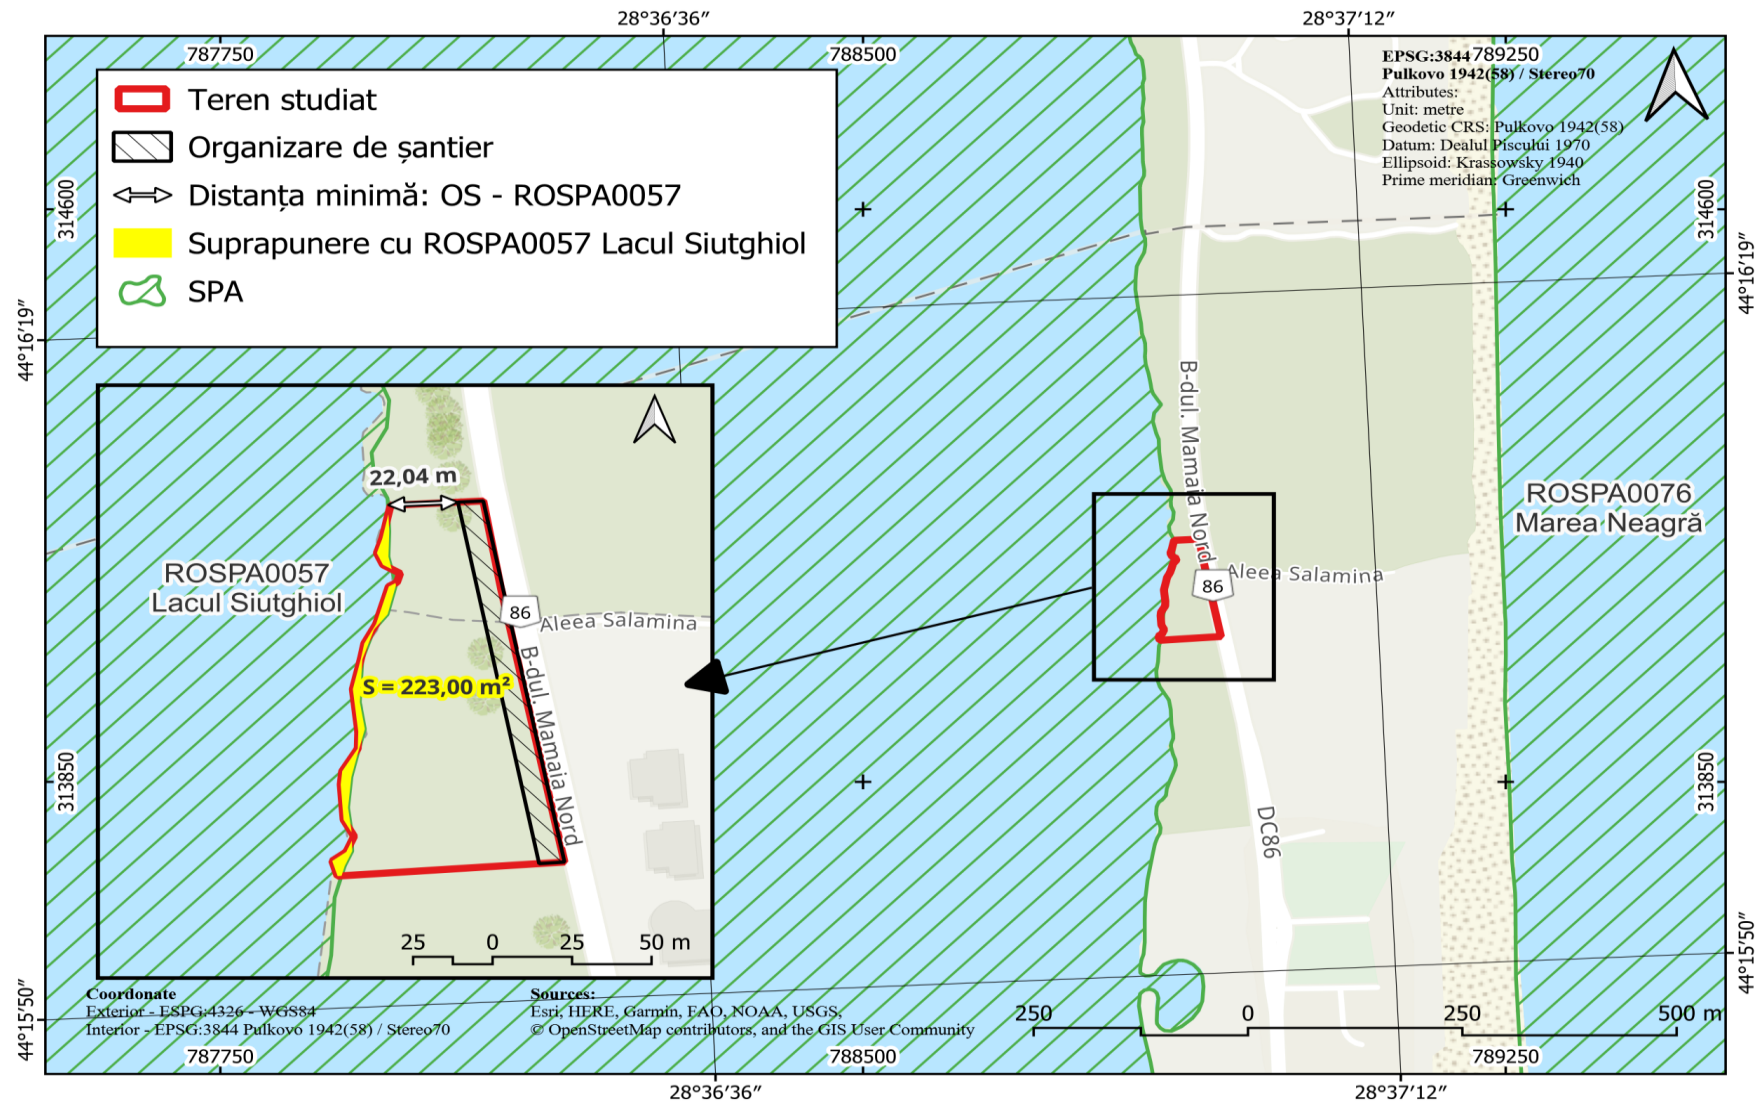 28°36′36″
28°37′12″
787750
788500
789250
EPSG:3844
Pulkovo 1942(58) / Stereo70
Attributes:
Unit: metre
Geodetic CRS: Pulkovo 1942(58)
Datum: Dealul Piscului 1970
Ellipsoid: Krassowsky 1940
Prime meridian: Greenwich
Teren studiat
Organizare de șantier
Distanța minimă: OS - ROSPA0057
Suprapunere cu ROSPA0057 Lacul Siutghiol
SPA
314600
314600
44°16′19″
44°16′19″
B-dul. Mamaia Nord
86
Aleea Salamina
ROSPA0076
Marea Neagră
22,04 m
ROSPA0057
Lacul Siutghiol
86
Aleea Salamina
S = 223,00 m²
B-dul. Mamaia Nord
313850
313850
DC86
25 0 25 50 m
44°15′50″
44°15′50″
Coordonate
Exterior - ESPG:4326 - WGS84
Interior - EPSG:3844 Pulkovo 1942(58) / Stereo70
Sources:
Esri, HERE, Garmin, FAO, NOAA, USGS,
© OpenStreetMap contributors, and the GIS User Community
250 0 250 500 m
787750
788500
789250
28°36′36″
28°37′12″